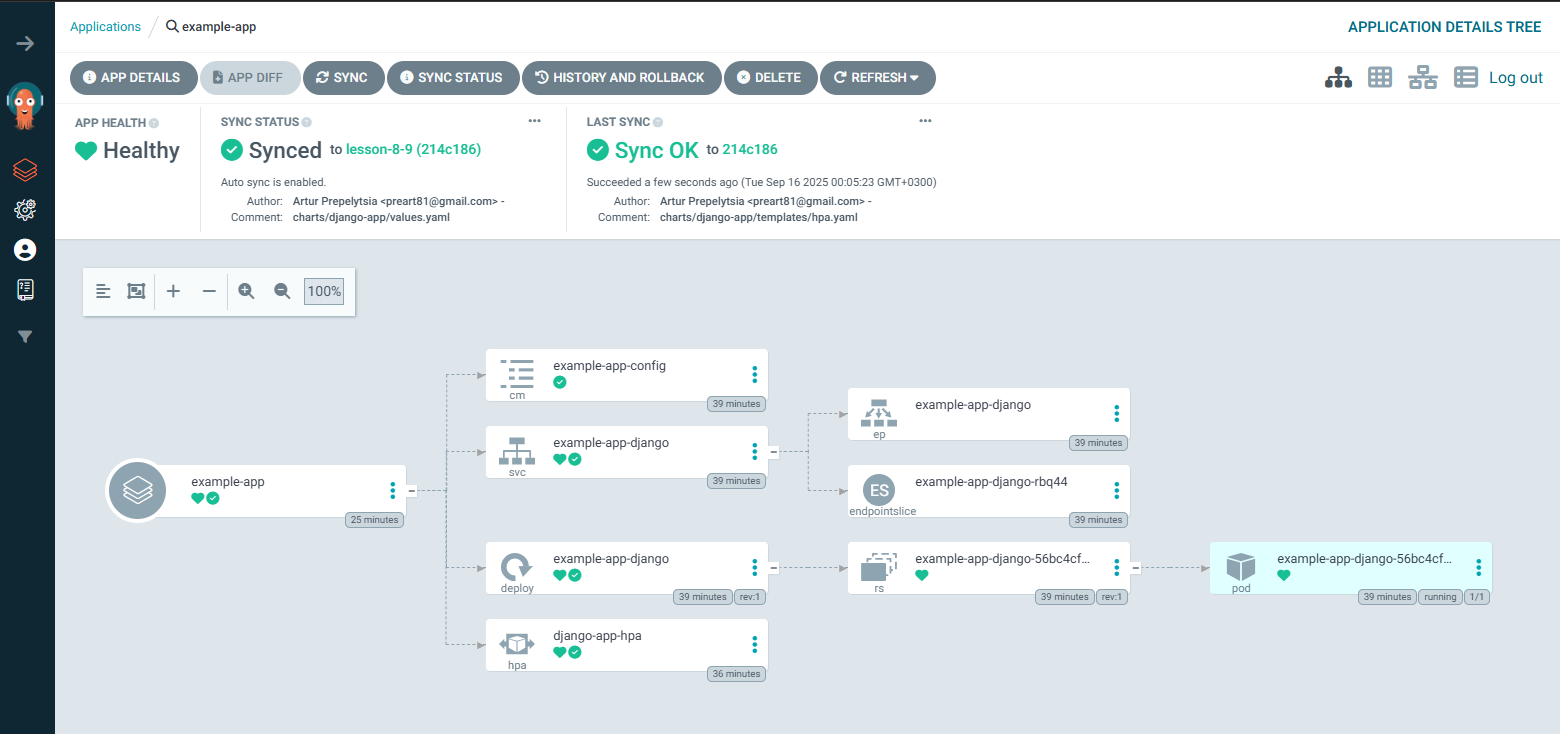 Applications / example-app
APPLICATION DETAILS TREE
APP DETAILS
APP DIFF
SYNC
SYNC STATUS
HISTORY AND ROLLBACK
DELETE
REFRESH
Log out
APP HEALTH
Healthy
SYNC STATUS
Synced to lesson-8-9 (214c186)
Auto sync is enabled.
Author: Artur Prepelytsia <preart81@gmail.com> -
Comment: charts/django-app/values.yaml
LAST SYNC
Sync OK to 214c186
Succeeded a few seconds ago (Tue Sep 16 2025 00:05:23 GMT+0300)
Author: Artur Prepelytsia <preart81@gmail.com> -
Comment: charts/django-app/templates/hpa.yaml
100%
example-app
25 minutes
example-app-config
cm
39 minutes
example-app-django
svc
39 minutes
example-app-django
ep
39 minutes
ES
example-app-django-rbq44
endpointslice
39 minutes
example-app-django
deploy
39 minutes
rev:1
example-app-django-56bc4cf...
rs
39 minutes
rev:1
example-app-django-56bc4cf...
pod
39 minutes
running
1/1
django-app-hpa
hpa
36 minutes